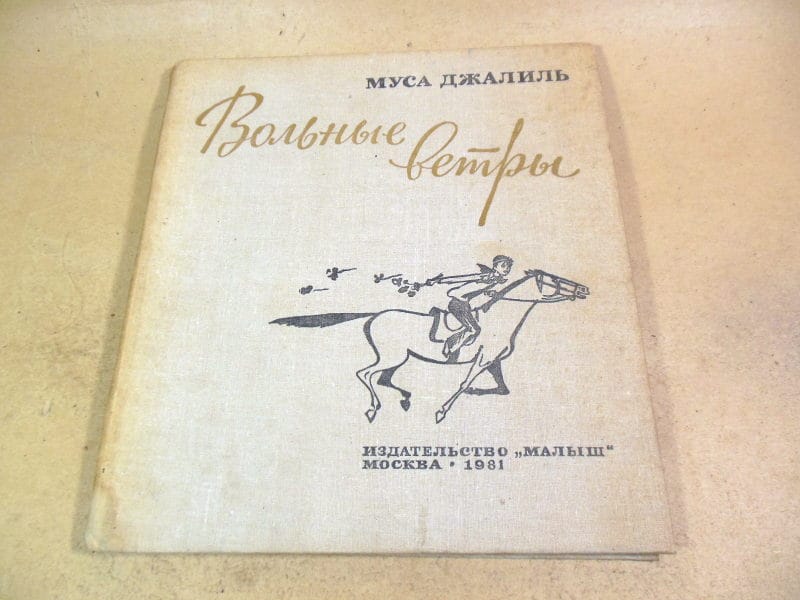 МУСА ДЖАЛИЛЬ
Вольные
ветры
ИЗДАТЕЛЬСТВО „МАЛЫШ“
МОСКВА • 1981